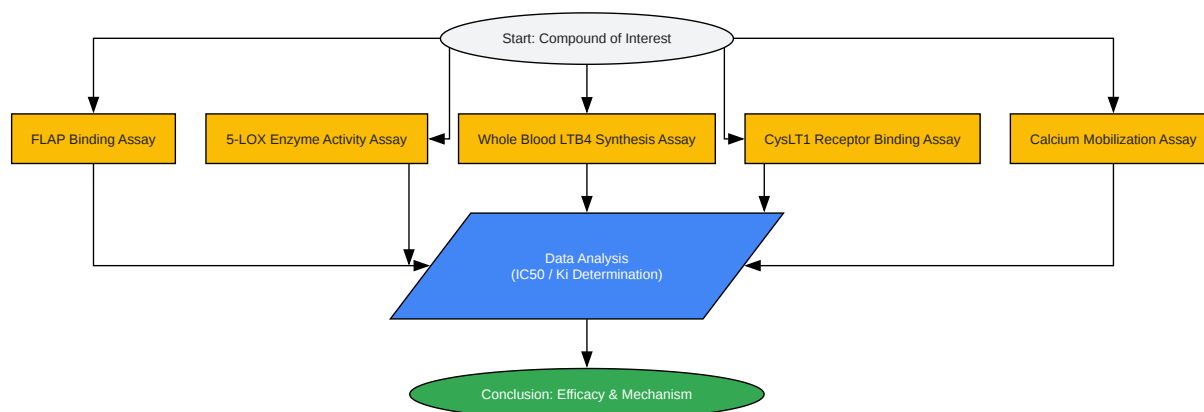 Start: Compound of Interest
FLAP Binding Assay
5-LOX Enzyme Activity Assay
Whole Blood LTB4 Synthesis Assay
CysLT1 Receptor Binding Assay
Calcium Mobilization Assay
Data Analysis
(IC50 / Ki Determination)
Conclusion: Efficacy & Mechanism